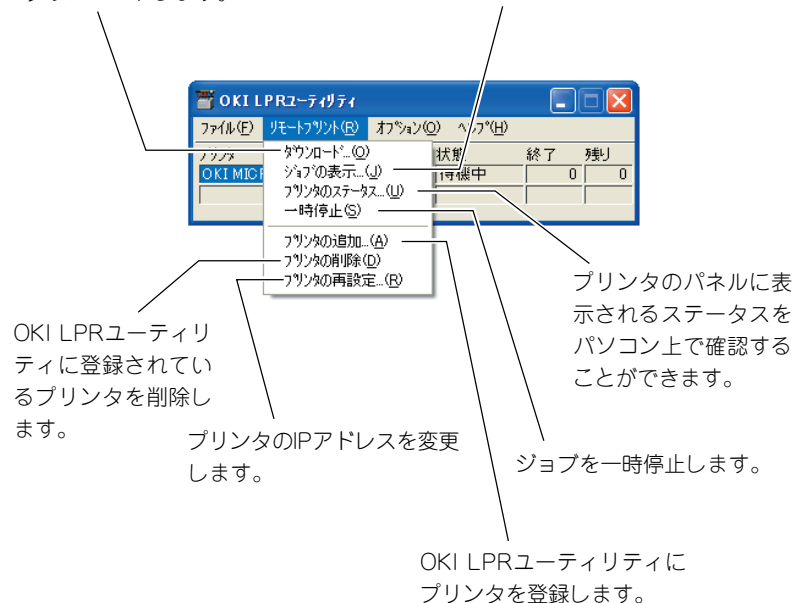 OKI LPRユーティリティ
ファイル(F) リモートプリント(R) オプション(O) ヘルプ(H)
プリンタ 状態 終了 残り
OKI MICR 待機中 0 0
ダウンロード...(O)
ジョブの表示...(J)
プリンタのステータス...(U)
一時停止(S)
プリンタの追加...(A)
プリンタの削除(D)
プリンタの再設定...(R)
プリンタのパネルに表
示されるステータスを
パソコン上で確認する
ことができます。
OKI LPRユーティリ
ティに登録されてい
るプリンタを削除し
ます。
プリンタのIPアドレスを変更
します。
ジョブを一時停止します。
OKI LPRユーティリティに
プリンタを登録します。